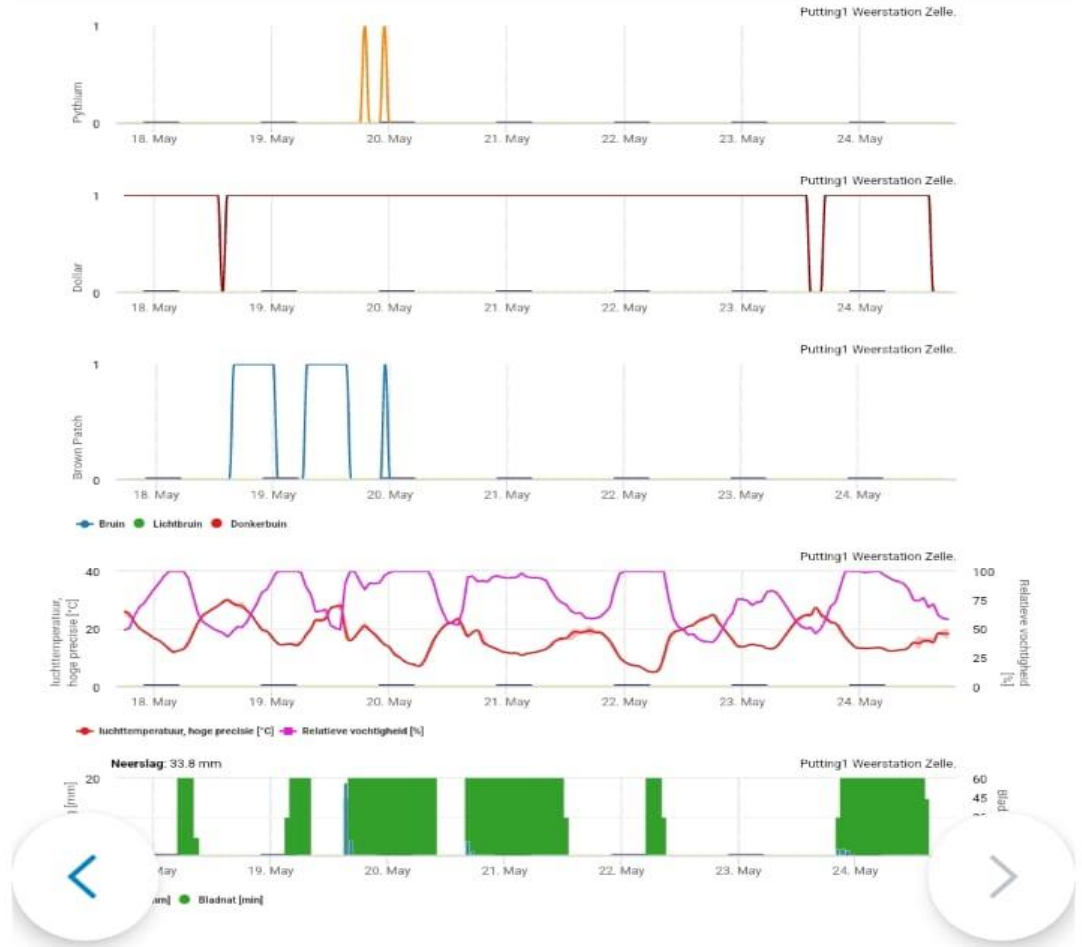 Putting1 Weerstation Zelle.
1
Pythium
0
18. May 19. May 20. May 21. May 22. May 23. May 24. May
Putting1 Weerstation Zelle.
1
Dollar
0
18. May 19. May 20. May 21. May 22. May 23. May 24. May
Putting1 Weerstation Zelle.
1
Brown Patch
0
18. May 19. May 20. May 21. May 22. May 23. May 24. May
Bruin Lichtbruin Donkerbuin
Putting1 Weerstation Zelle.
40 100
75
20 50
25
0 0
luchttemperatuur,
hoge precisie [°C]
Relatieve vochtigheid
[%]
18. May 19. May 20. May 21. May 22. May 23. May 24. May
luchttemperatuur, hoge precisie [°C] Relatieve vochtigheid [%]
Neerslag: 33.8 mm Putting1 Weerstation Zelle.
20 60
45
[mm]
Blad
May 19. May 20. May 21. May 22. May 23. May 24. May
mm] Bladnat [min]